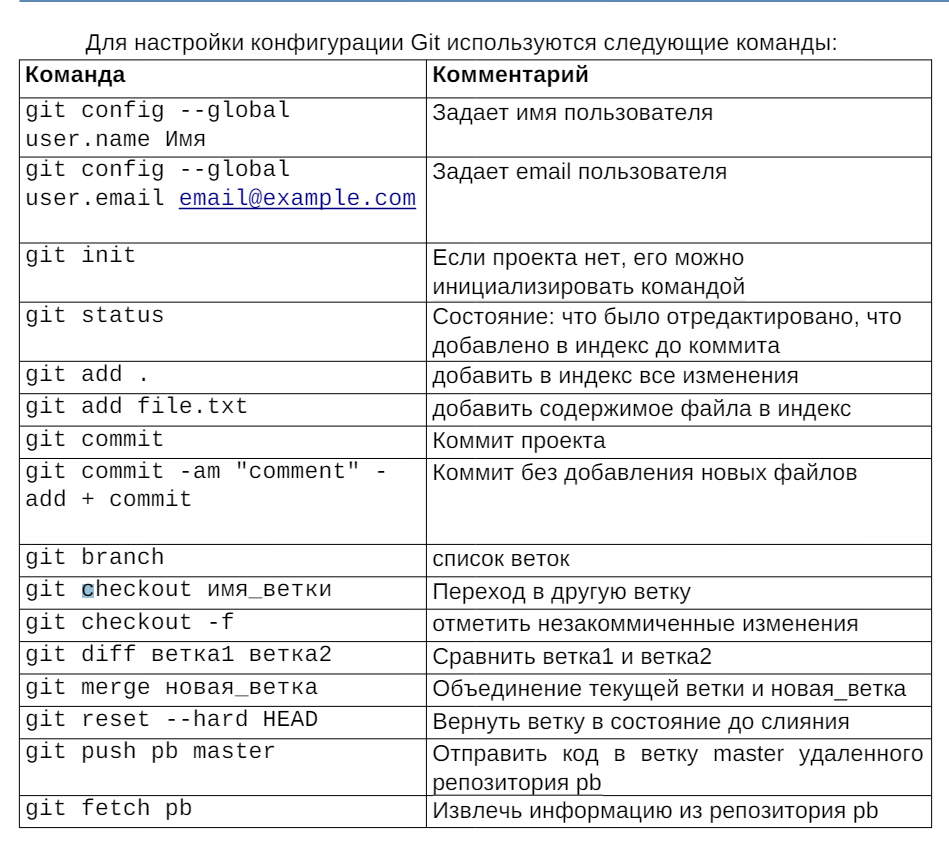 Для настройки конфигурации Git используются следующие команды:
Команда
Комментарий
git config --global
user.name Имя
Задает имя пользователя
git config --global
user.email email@example.com
Задает email пользователя
git init
Если проекта нет, его можно
инициализировать командой
git status
Состояние: что было отредактировано, что
добавлено в индекс до коммита
git add .
добавить в индекс все изменения
git add file.txt
добавить содержимое файла в индекс
git commit
Коммит проекта
git commit -am "comment" -
add + commit
Коммит без добавления новых файлов
git branch
список веток
git checkout имя_ветки
Переход в другую ветку
git checkout -f
отметить незакоммиченные изменения
git diff ветка1 ветка2
Сравнить ветка1 и ветка2
git merge новая_ветка
Объединение текущей ветки и новая_ветка
git reset --hard HEAD
Вернуть ветку в состояние до слияния
git push pb master
Отправить код в ветку master удаленного
репозитория pb
git fetch pb
Извлечь информацию из репозитория pb